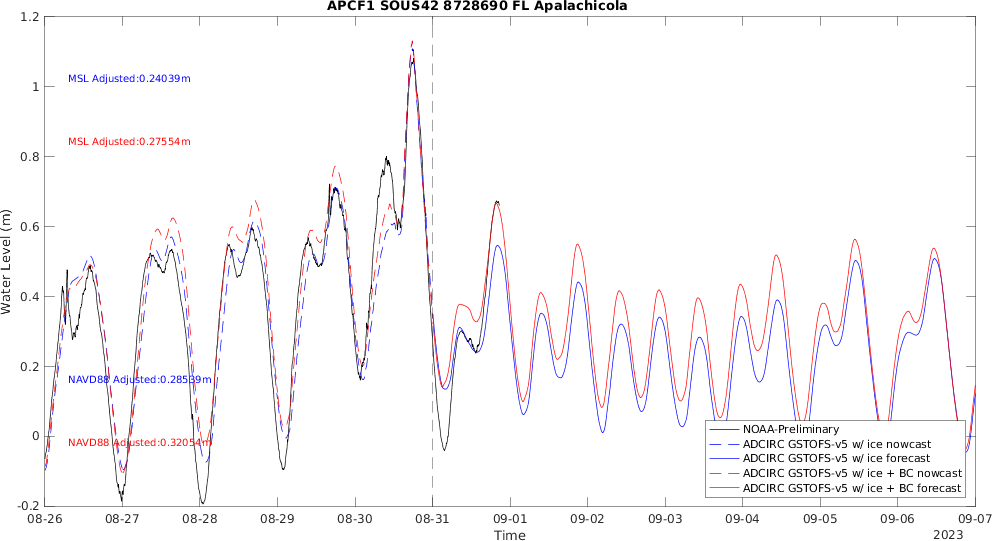 APCF1 SOUS42 8728690 FL Apalachicola
1.2
1
0.8
0.6
0.4
0.2
0
-0.2
Water Level (m)
MSL Adjusted:0.24039m
MSL Adjusted:0.27554m
NAVD88 Adjusted:0.28539m
NAVD88 Adjusted:0.32054m
NOAA-Preliminary
ADCIRC GSTOFS-v5 w/ ice nowcast
ADCIRC GSTOFS-v5 w/ ice forecast
ADCIRC GSTOFS-v5 w/ ice + BC nowcast
ADCIRC GSTOFS-v5 w/ ice + BC forecast
08-26 08-27 08-28 08-29 08-30 08-31 09-01 09-02 09-03 09-04 09-05 09-06 09-07
Time
2023